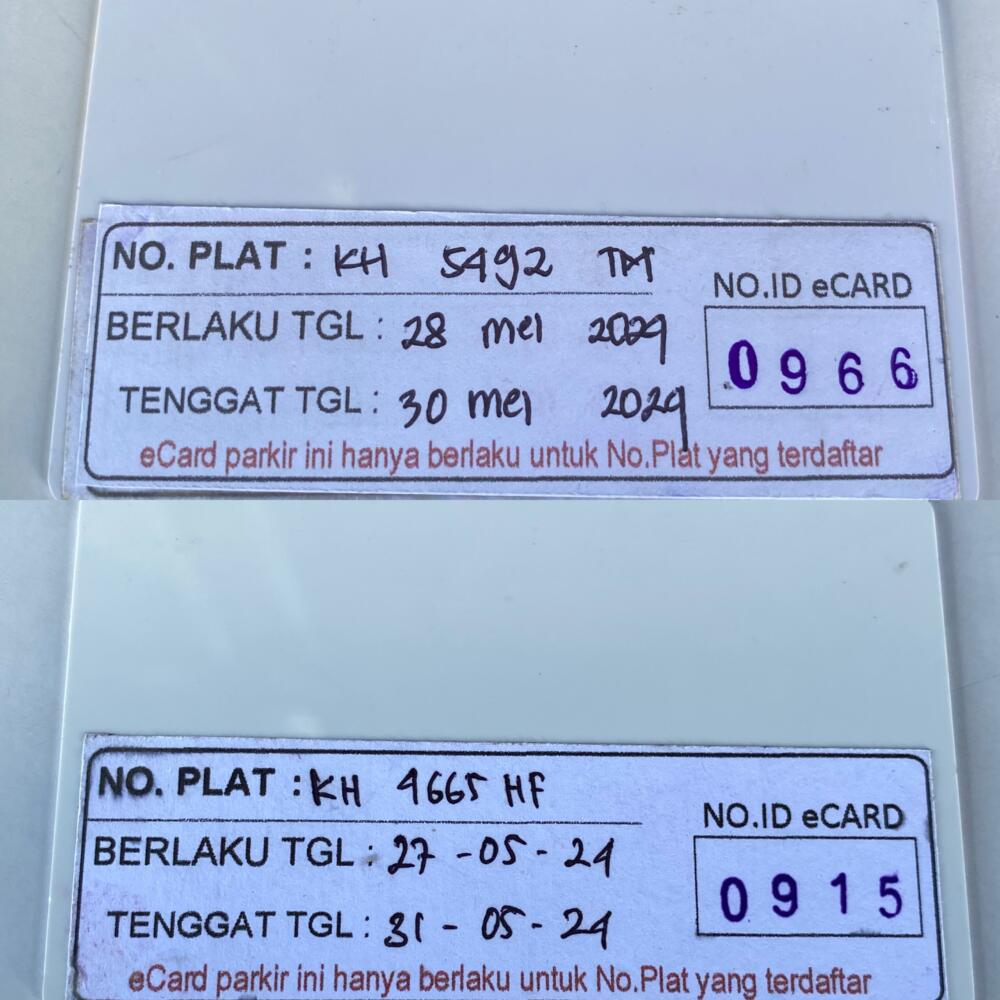 NO. PLAT : KH 5492 TM
NO.ID eCARD
BERLAKU TGL : 28 mei 2024
0966
TENGGAT TGL : 30 mei 2024
eCard parkir ini hanya berlaku untuk No.Plat yang terdaftar
NO. PLAT : KH 4665 HF
NO.ID eCARD
BERLAKU TGL : 27 -05 - 24
0915
TENGGAT TGL : 31 - 05 - 24
eCard parkir ini hanya berlaku untuk No.Plat yang terdaftar